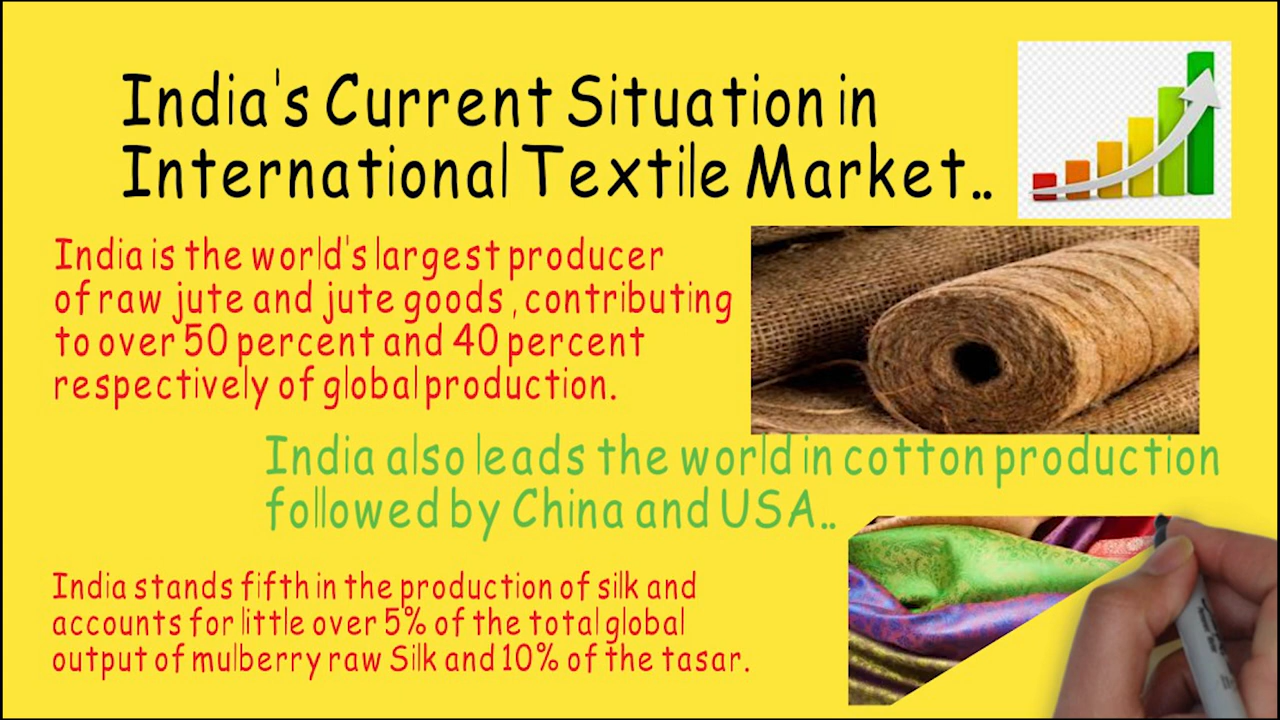 India's Current Situation in
International Textile Market..
India is the world's largest producer
of raw jute and jute goods , contributing
to over 50 percent and 40 percent
respectively of global production.
India also leads the world in cotton production
followed by China and USA..
India stands fifth in the production of silk and
accounts for little over 5% of the total global
output of mulberry raw Silk and 10% of the tasar.